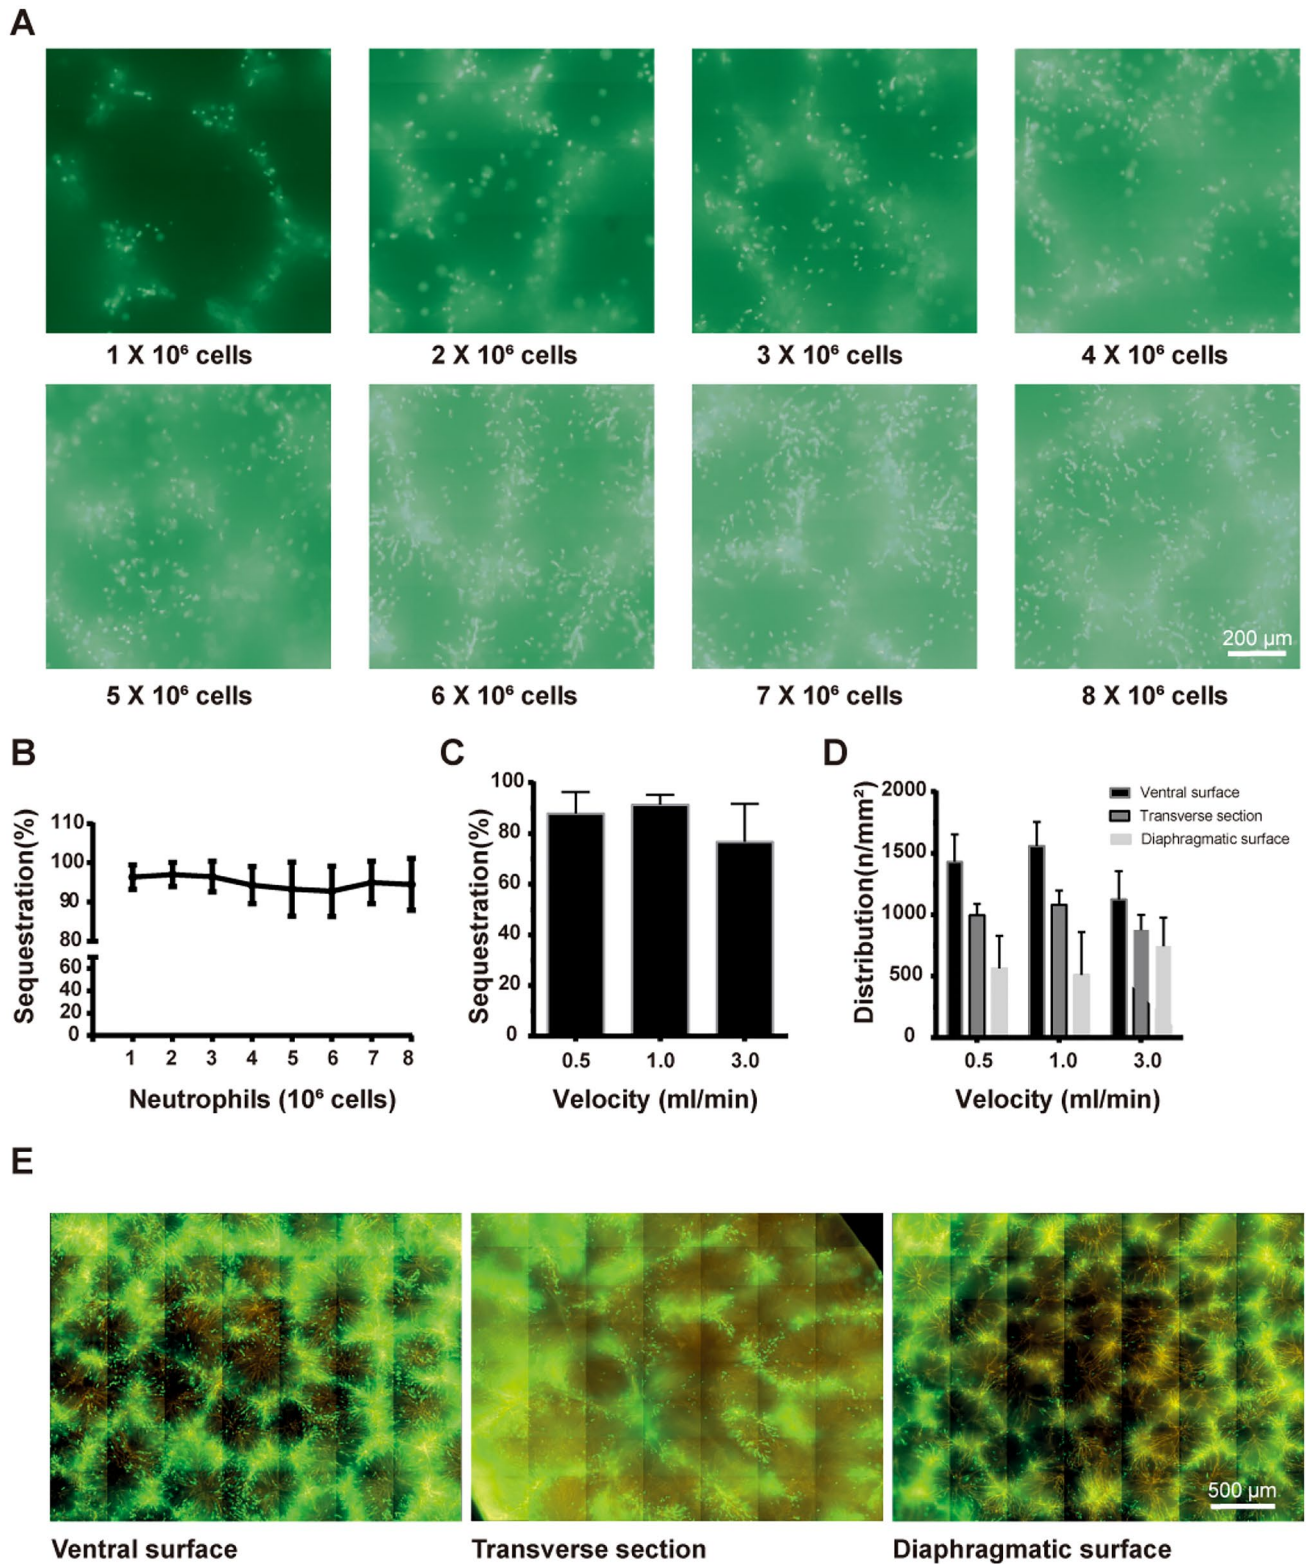 A
1 X 10⁶ cells
2 X 10⁶ cells
3 X 10⁶ cells
4 X 10⁶ cells
5 X 10⁶ cells
6 X 10⁶ cells
7 X 10⁶ cells
200 µm
8 X 10⁶ cells
B
Sequestration(%)
110
100
90
80
60
40
20
0
1 2 3 4 5 6 7 8
Neutrophils (10⁶ cells)
C
Sequestration(%)
100
80
60
40
20
0
0.5 1.0 3.0
Velocity (ml/min)
D
Distribution(n/mm²)
2000
1500
1000
500
0
Ventral surface
Transverse section
Diaphragmatic surface
0.5 1.0 3.0
Velocity (ml/min)
E
500 µm
Ventral surface
Transverse section
Diaphragmatic surface